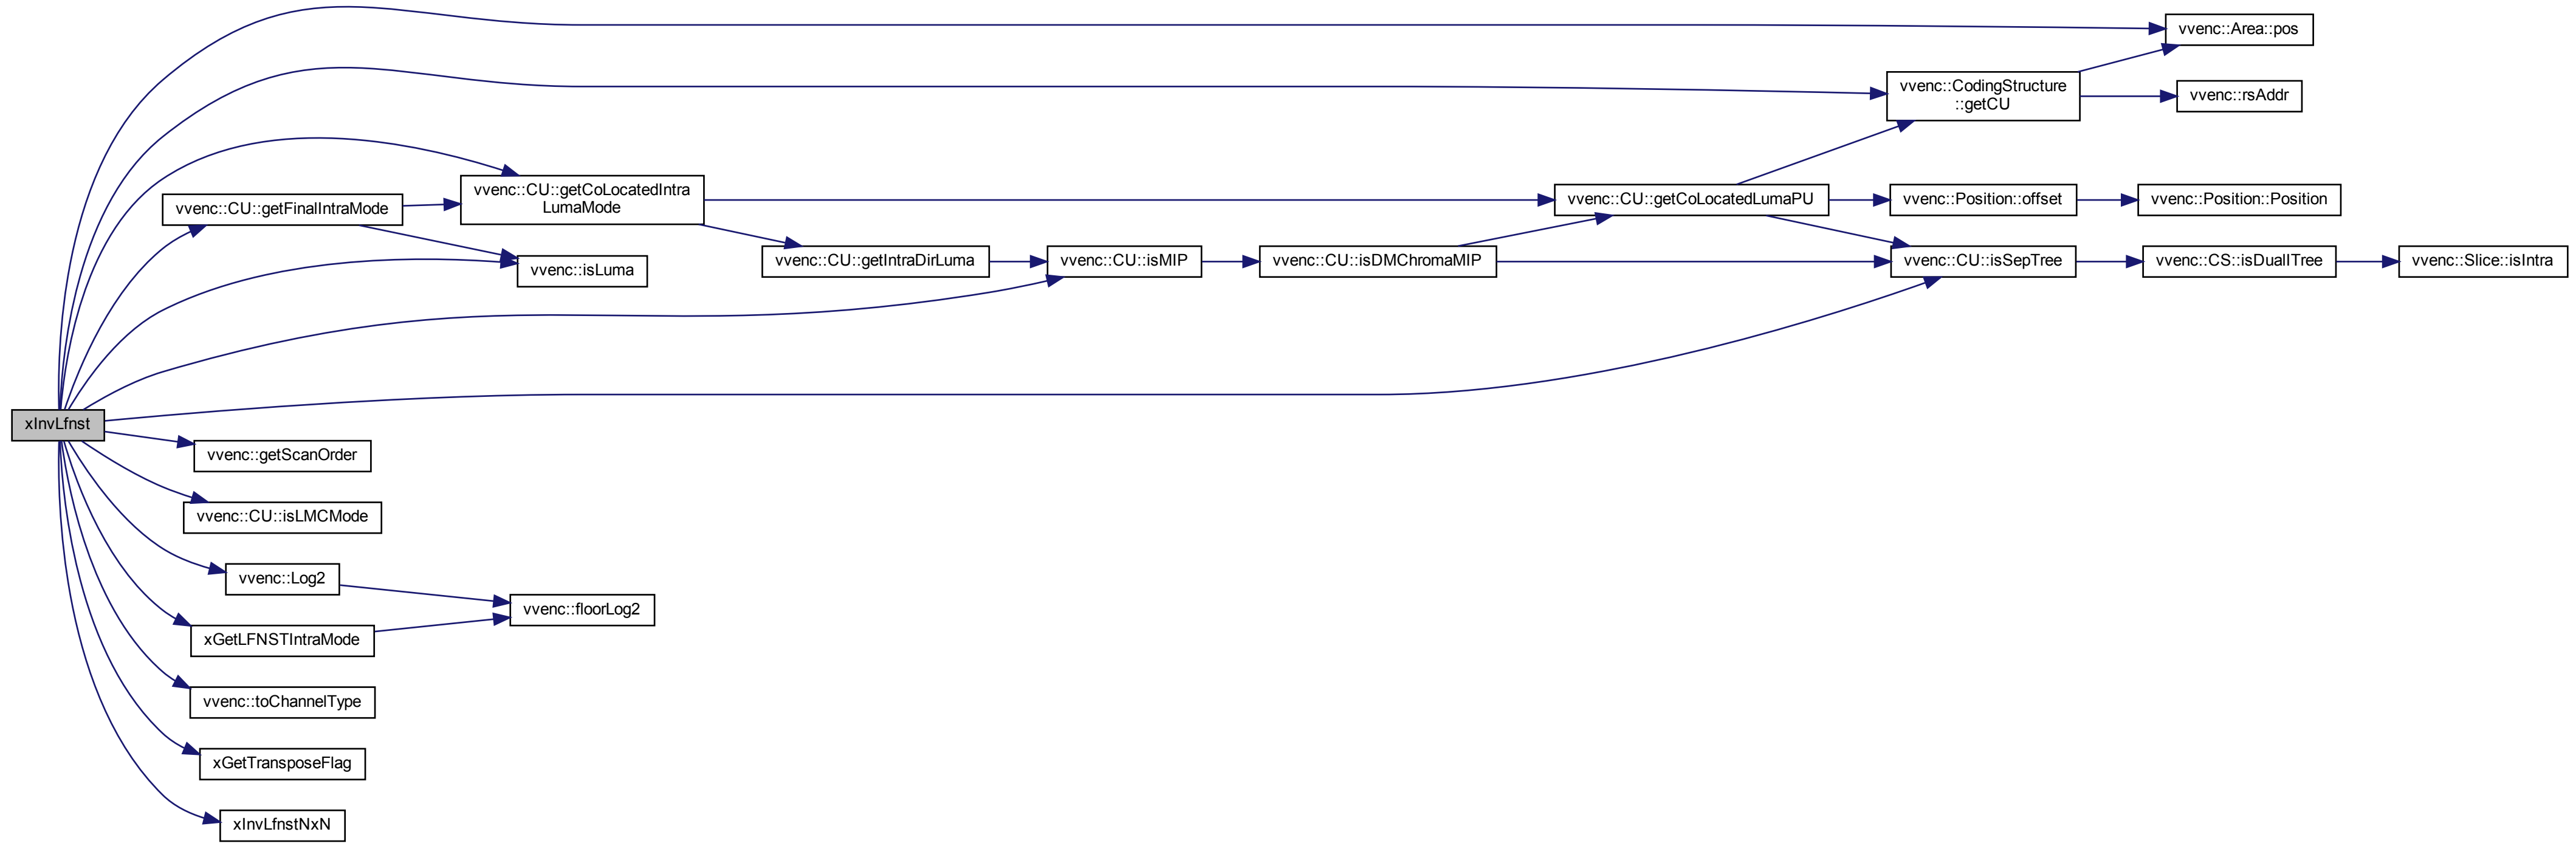 vvenc::Area::pos
vvenc::CodingStructure
::getCU
vvenc::rsAddr
vvenc::CU::getCoLocatedIntra
LumaMode
vvenc::CU::getFinalIntraMode
vvenc::CU::getCoLocatedLumaPU
vvenc::Position::offset
vvenc::Position::Position
vvenc::isLuma
vvenc::CU::getIntraDirLuma
vvenc::CU::isMIP
vvenc::CU::isDMChromaMIP
vvenc::CU::isSepTree
vvenc::CS::isDualITree
vvenc::Slice::isIntra
xInvLfnst
vvenc::getScanOrder
vvenc::CU::isLMCMode
vvenc::Log2
vvenc::floorLog2
xGetLFNSTIntraMode
vvenc::toChannelType
xGetTransposeFlag
xInvLfnstNxN